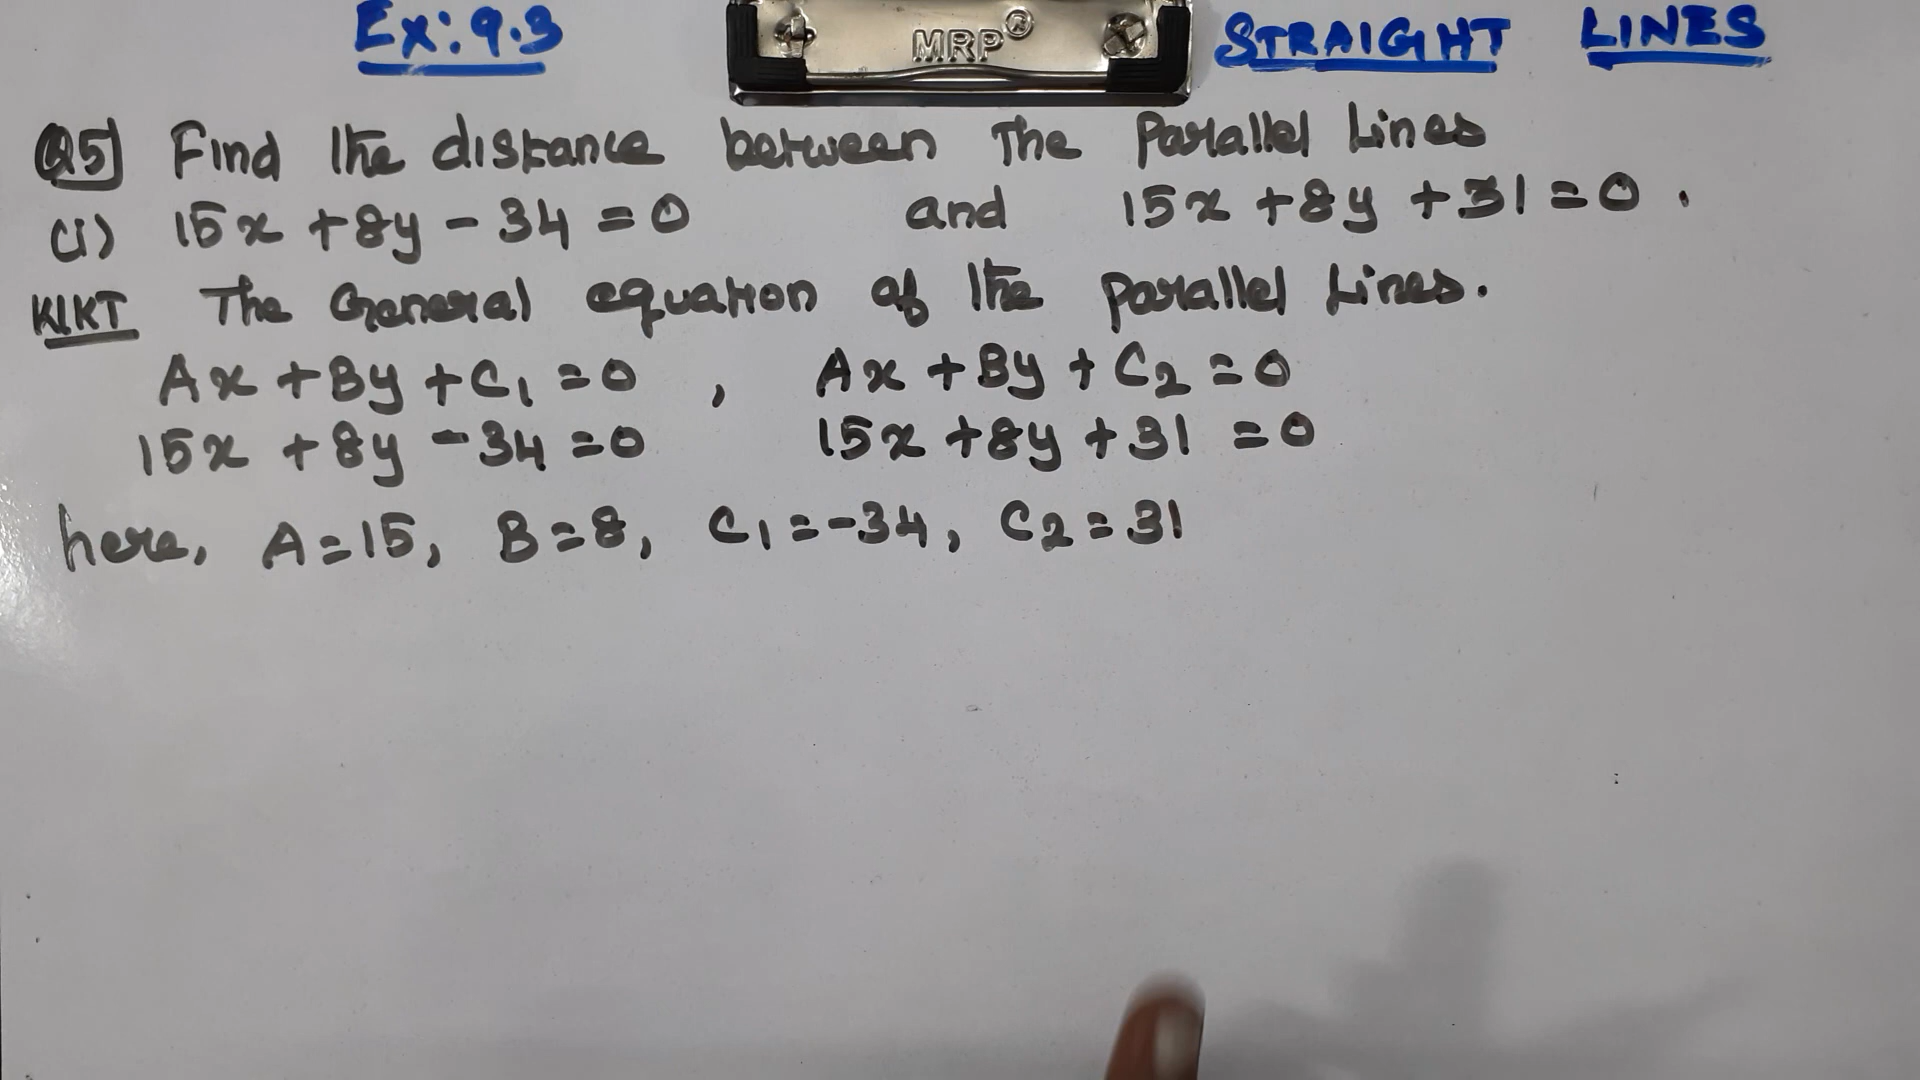 Ex: 9.3
MRP®
STRAIGHT LINES
Q5] Find the distance between The Parallel Lines
(i) 15x + 8y - 34 = 0 and 15x + 8y + 31 = 0 .
W.K.T The General equation of the parallel Lines.
Ax + By + C₁ = 0 , Ax + By + C₂ = 0
15x + 8y - 34 = 0 15x + 8y + 31 = 0
here, A = 15, B = 8, C₁ = -34, C₂ = 31